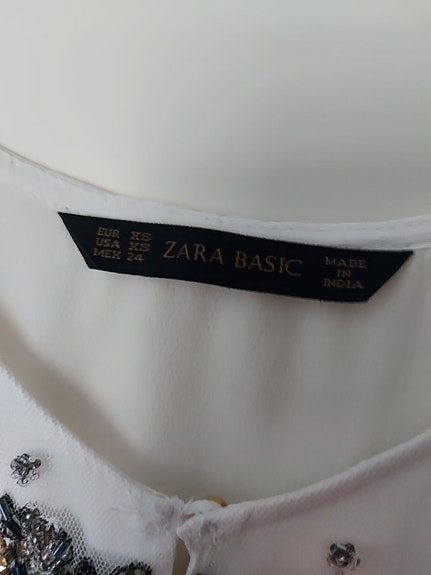 EUR XS
USA XS
MEX 24
ZARA BASIC
MADE
IN
INDIA